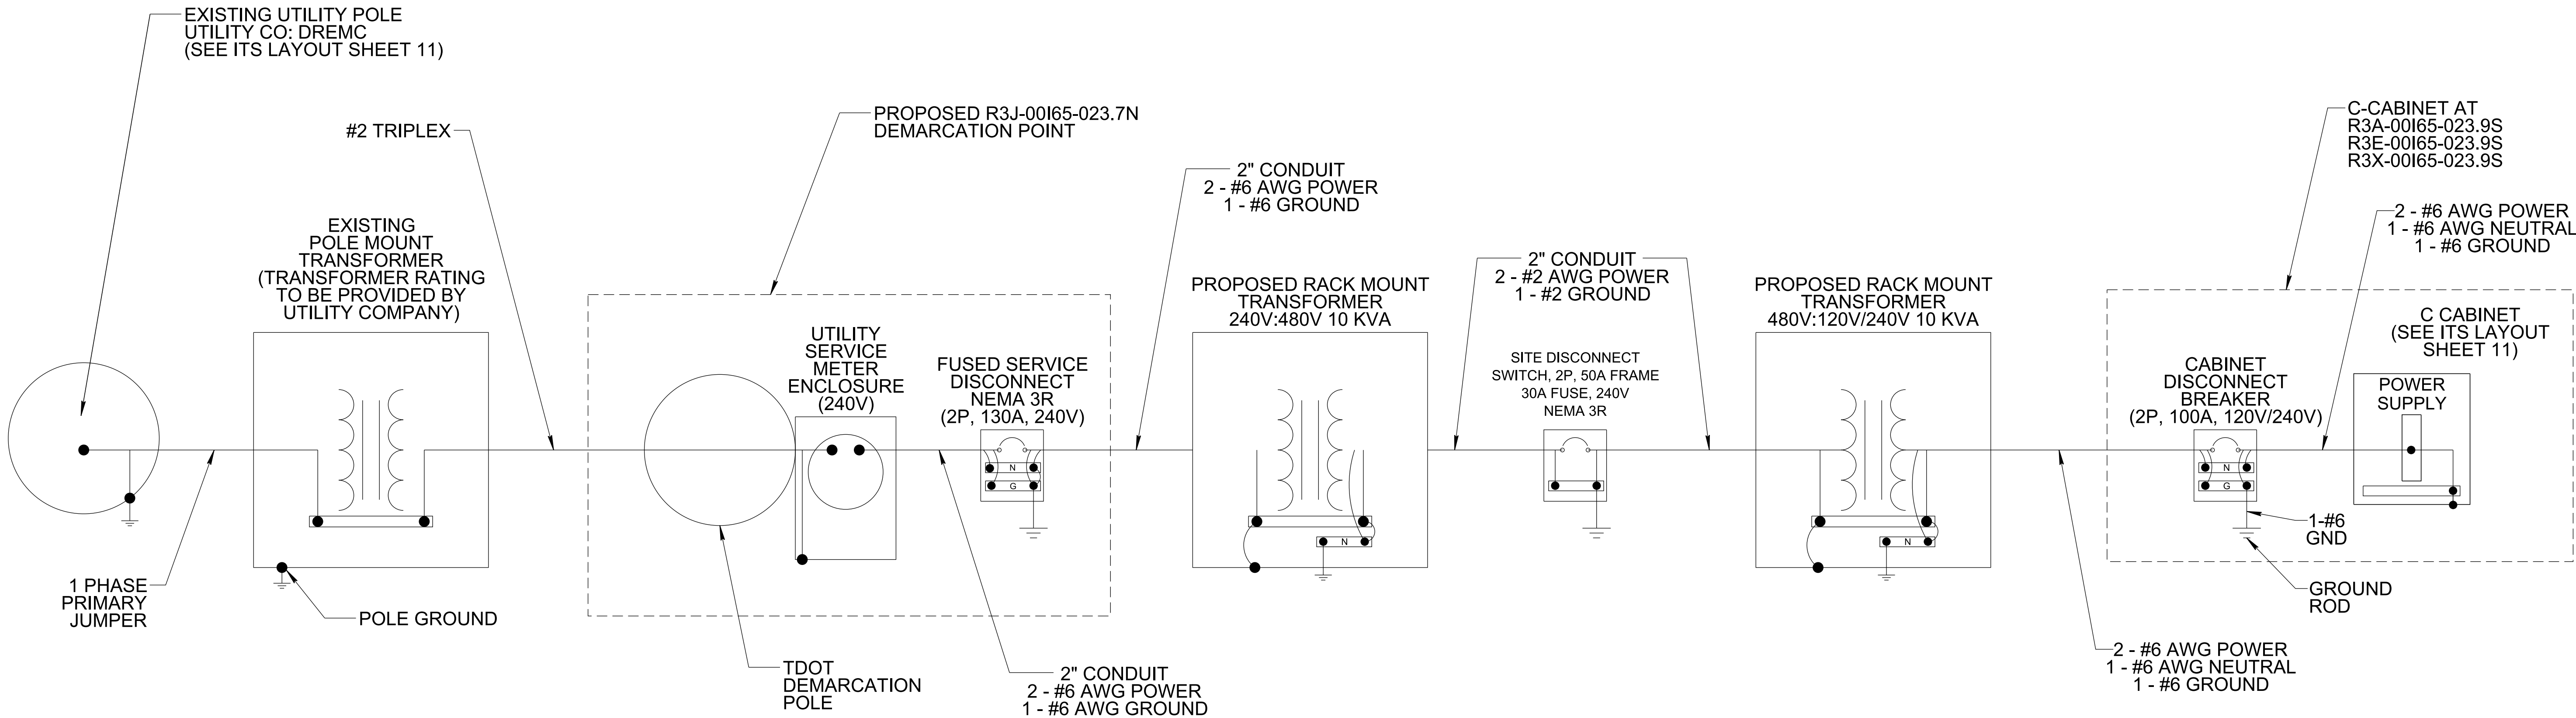 EXISTING UTILITY POLE
UTILITY CO: DREMC
(SEE ITS LAYOUT SHEET 11)
#2 TRIPLEX
EXISTING
POLE MOUNT
TRANSFORMER
(TRANSFORMER RATING
TO BE PROVIDED BY
UTILITY COMPANY)
1 PHASE
PRIMARY
JUMPER
POLE GROUND
PROPOSED R3J-00I65-023.7N
DEMARCATION POINT
UTILITY
SERVICE
METER
ENCLOSURE
(240V)
FUSED SERVICE
DISCONNECT
NEMA 3R
(2P, 130A, 240V)
N
G
TDOT
DEMARCATION
POLE
2" CONDUIT
2 - #6 AWG POWER
1 - #6 AWG GROUND
2" CONDUIT
2 - #6 AWG POWER
1 - #6 GROUND
PROPOSED RACK MOUNT
TRANSFORMER
240V:480V 10 KVA
N
2" CONDUIT
2 - #2 AWG POWER
1 - #2 GROUND
SITE DISCONNECT
SWITCH, 2P, 50A FRAME
30A FUSE, 240V
NEMA 3R
PROPOSED RACK MOUNT
TRANSFORMER
480V:120V/240V 10 KVA
N
C-CABINET AT
R3A-00I65-023.9S
R3E-00I65-023.9S
R3X-00I65-023.9S
2 - #6 AWG POWER
1 - #6 AWG NEUTRAL
1 - #6 GROUND
C CABINET
(SEE ITS LAYOUT
SHEET 11)
CABINET
DISCONNECT
BREAKER
(2P, 100A, 120V/240V)
N
G
POWER
SUPPLY
1-#6
GND
GROUND
ROD
2 - #6 AWG POWER
1 - #6 AWG NEUTRAL
1 - #6 GROUND